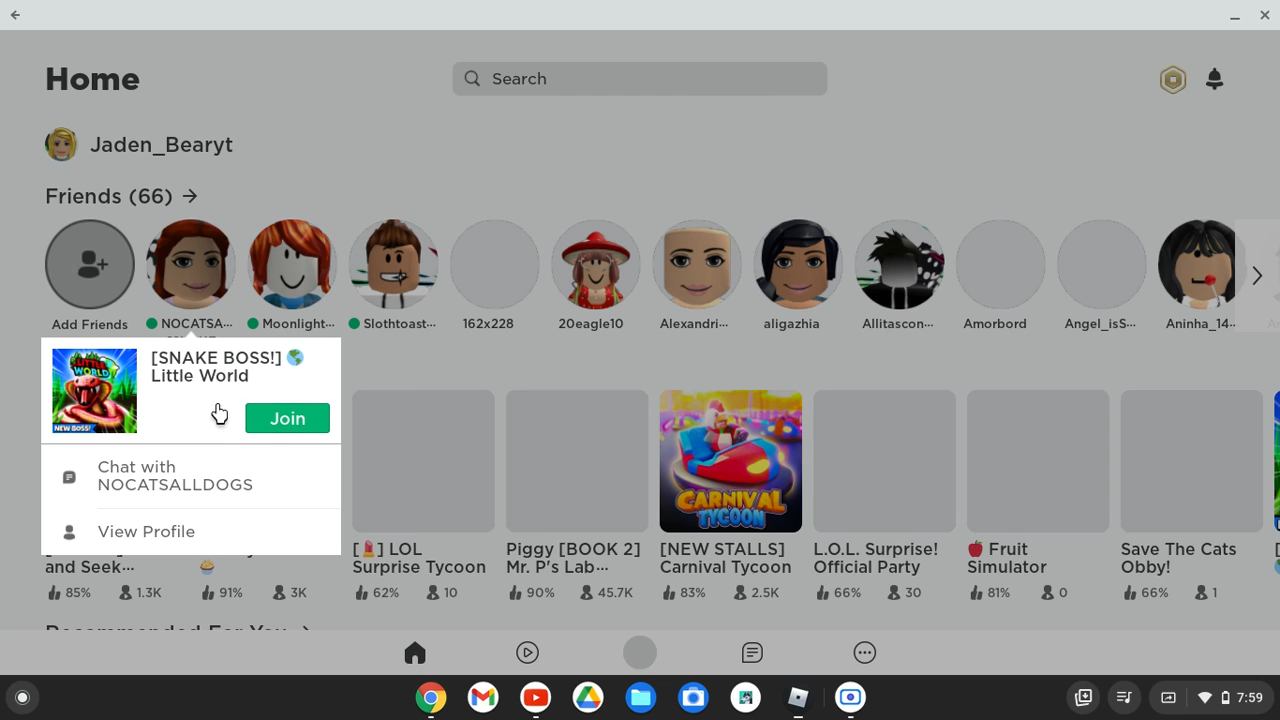 Home
Search
Jaden_Bearyt
Friends (66)
Add Friends
NOCATSA...
Moonlight...
Slothtoast...
162x228
20eagle10
Alexandri...
aligazhia
Allitascon...
Amorbord
Angel_isS...
Aninha_14..
[SNAKE BOSS!] 🌎
Little World
LITTLE WORLD
NEW BOSS!
Join
Chat with
NOCATSALLDOGS
View Profile
and Seek...
🧁
[💄] LOL
Surprise Tycoon
Piggy [BOOK 2]
Mr. P's Lab...
CARNIVAL
TYCOON
[NEW STALLS]
Carnival Tycoon
L.O.L. Surprise!
Official Party
🍎 Fruit
Simulator
Save The Cats
Obby!
85% 1.3K
91% 3K
62% 10
90% 45.7K
83% 2.5K
66% 30
81% 0
66% 1
7:59